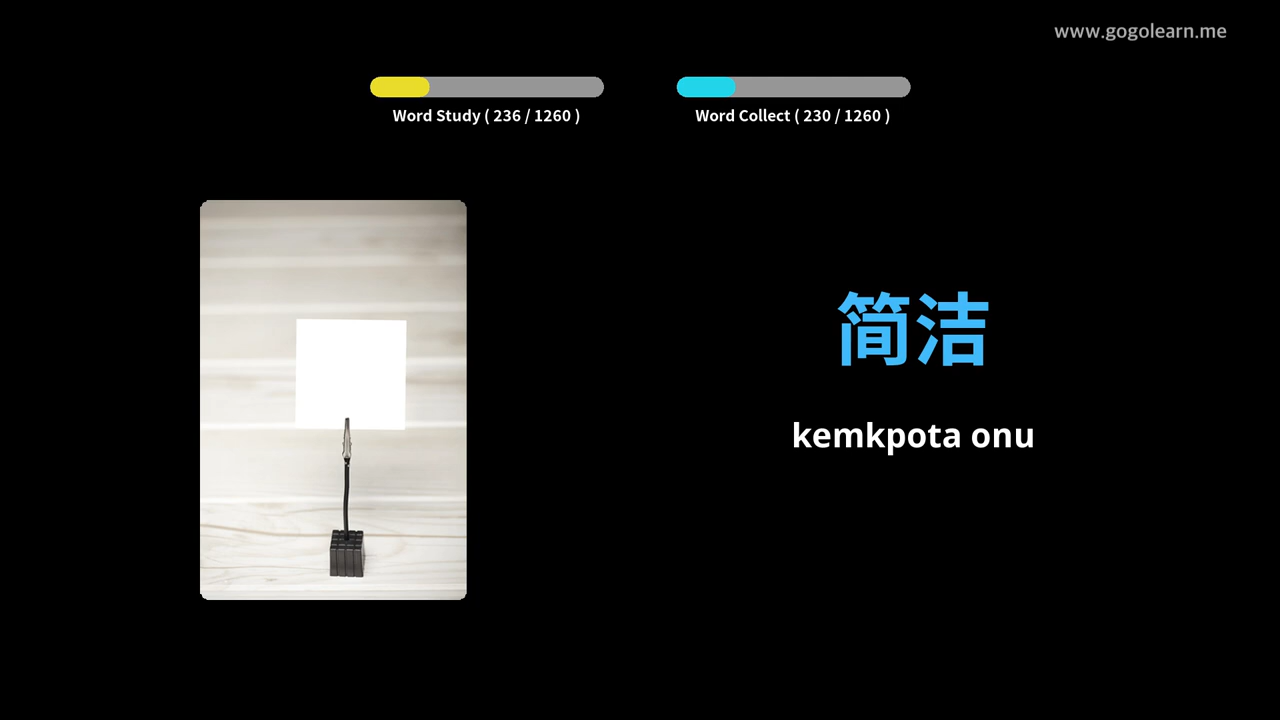 www.gogolearn.me
Word Study ( 236 / 1260 )
Word Collect ( 230 / 1260 )
简洁
kemkpota onu